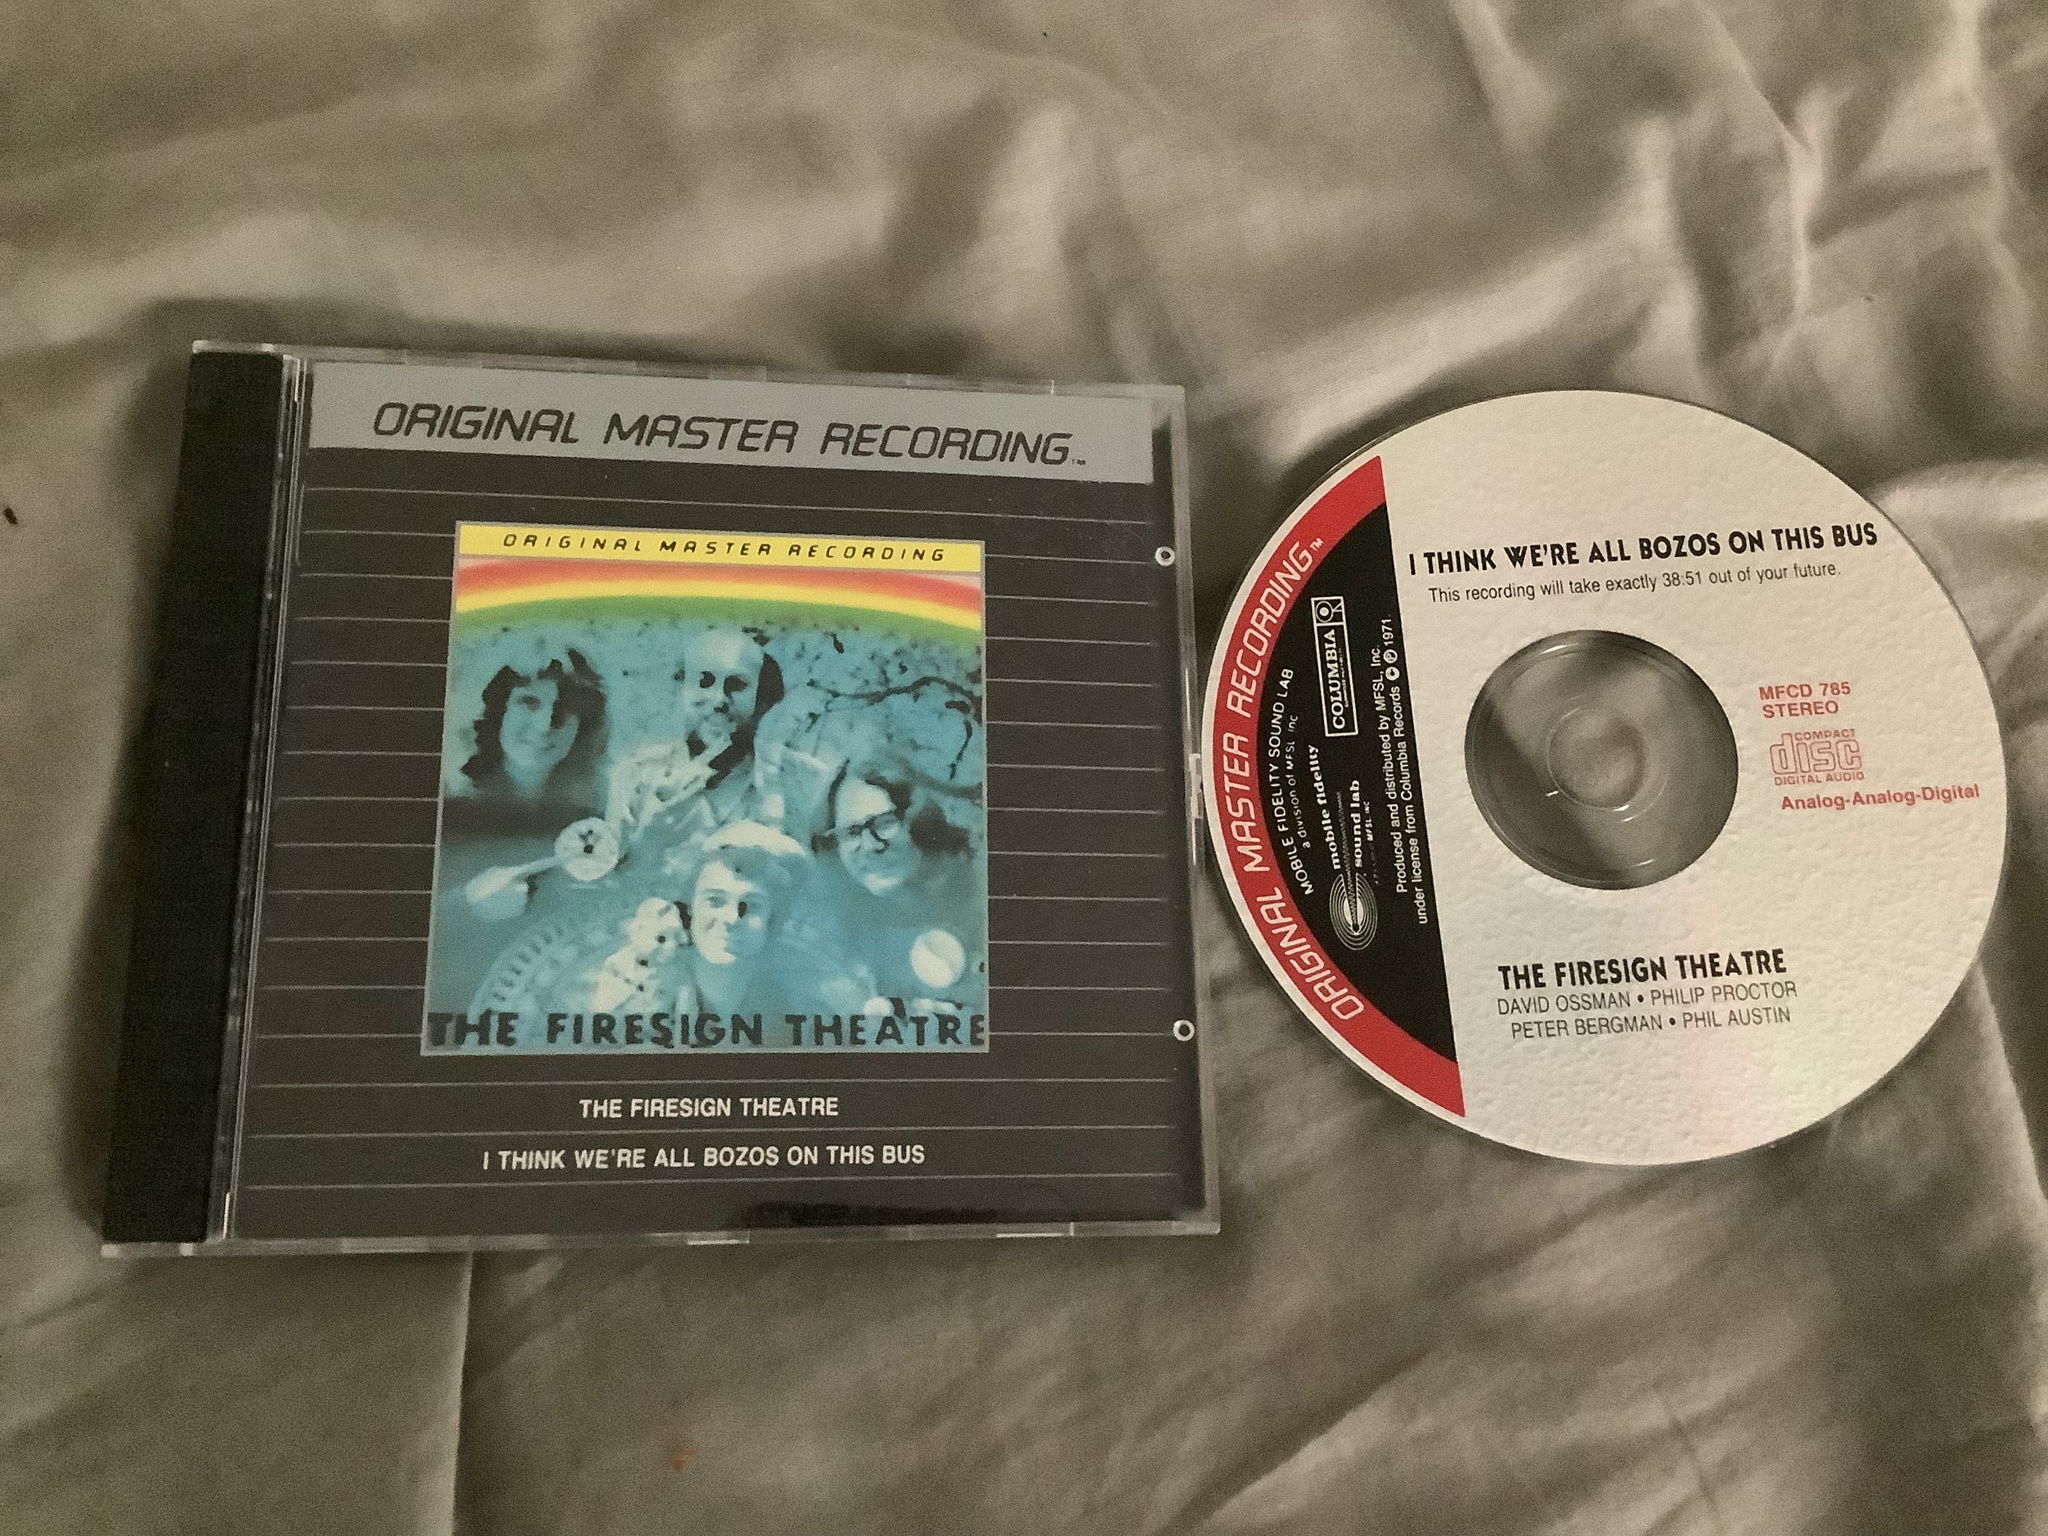 ORIGINAL MASTER RECORDING™
ORIGINAL MASTER RECORDING
THE FIRESIGN THEATRE
THE FIRESIGN THEATRE
I THINK WE'RE ALL BOZOS ON THIS BUS
ORIGINAL MASTER RECORDING™
MOBILE FIDELITY SOUND LAB
a division of MFSL, Inc
COLUMBIA
mobile fidelity
sound lab
Produced and distributed by MFSL, Inc.
under license from Columbia Records © ℗ 1971.
I THINK WE'RE ALL BOZOS ON THIS BUS
This recording will take exactly 38:51 out of your future.
MFCD 785
STEREO
COMPACT
disc
DIGITAL AUDIO
Analog-Analog-Digital
THE FIRESIGN THEATRE
DAVID OSSMAN • PHILIP PROCTOR
PETER BERGMAN • PHIL AUSTIN